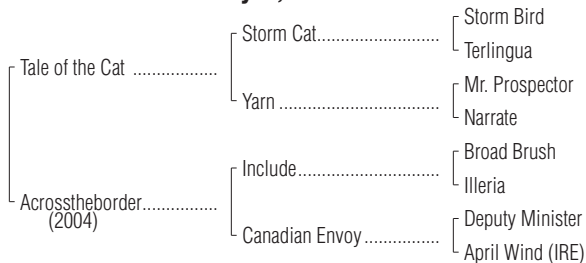 Storm Bird
Storm Cat..................................
Terlingua
Tale of the Cat .................
Mr. Prospector
Yarn ...........................................
Narrate
Broad Brush
Include......................................
Illeria
Acrosstheborder...............
(2004)
Deputy Minister
Canadian Envoy....................
April Wind (IRE)